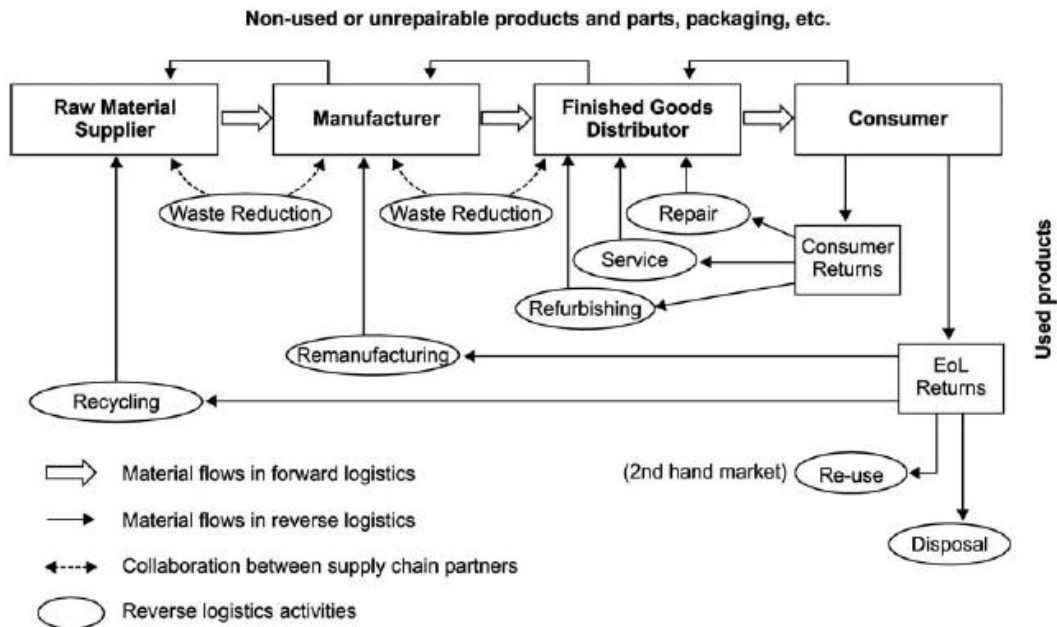 Non-used or unrepairable products and parts, packaging, etc.
Raw Material
Supplier
Manufacturer
Finished Goods
Distributor
Consumer
Waste Reduction
Waste Reduction
Repair
Service
Consumer
Returns
Refurbishing
Used products
Remanufacturing
EoL
Returns
Recycling
Material flows in forward logistics
(2nd hand market)
Re-use
Material flows in reverse logistics
Disposal
Collaboration between supply chain partners
Reverse logistics activities